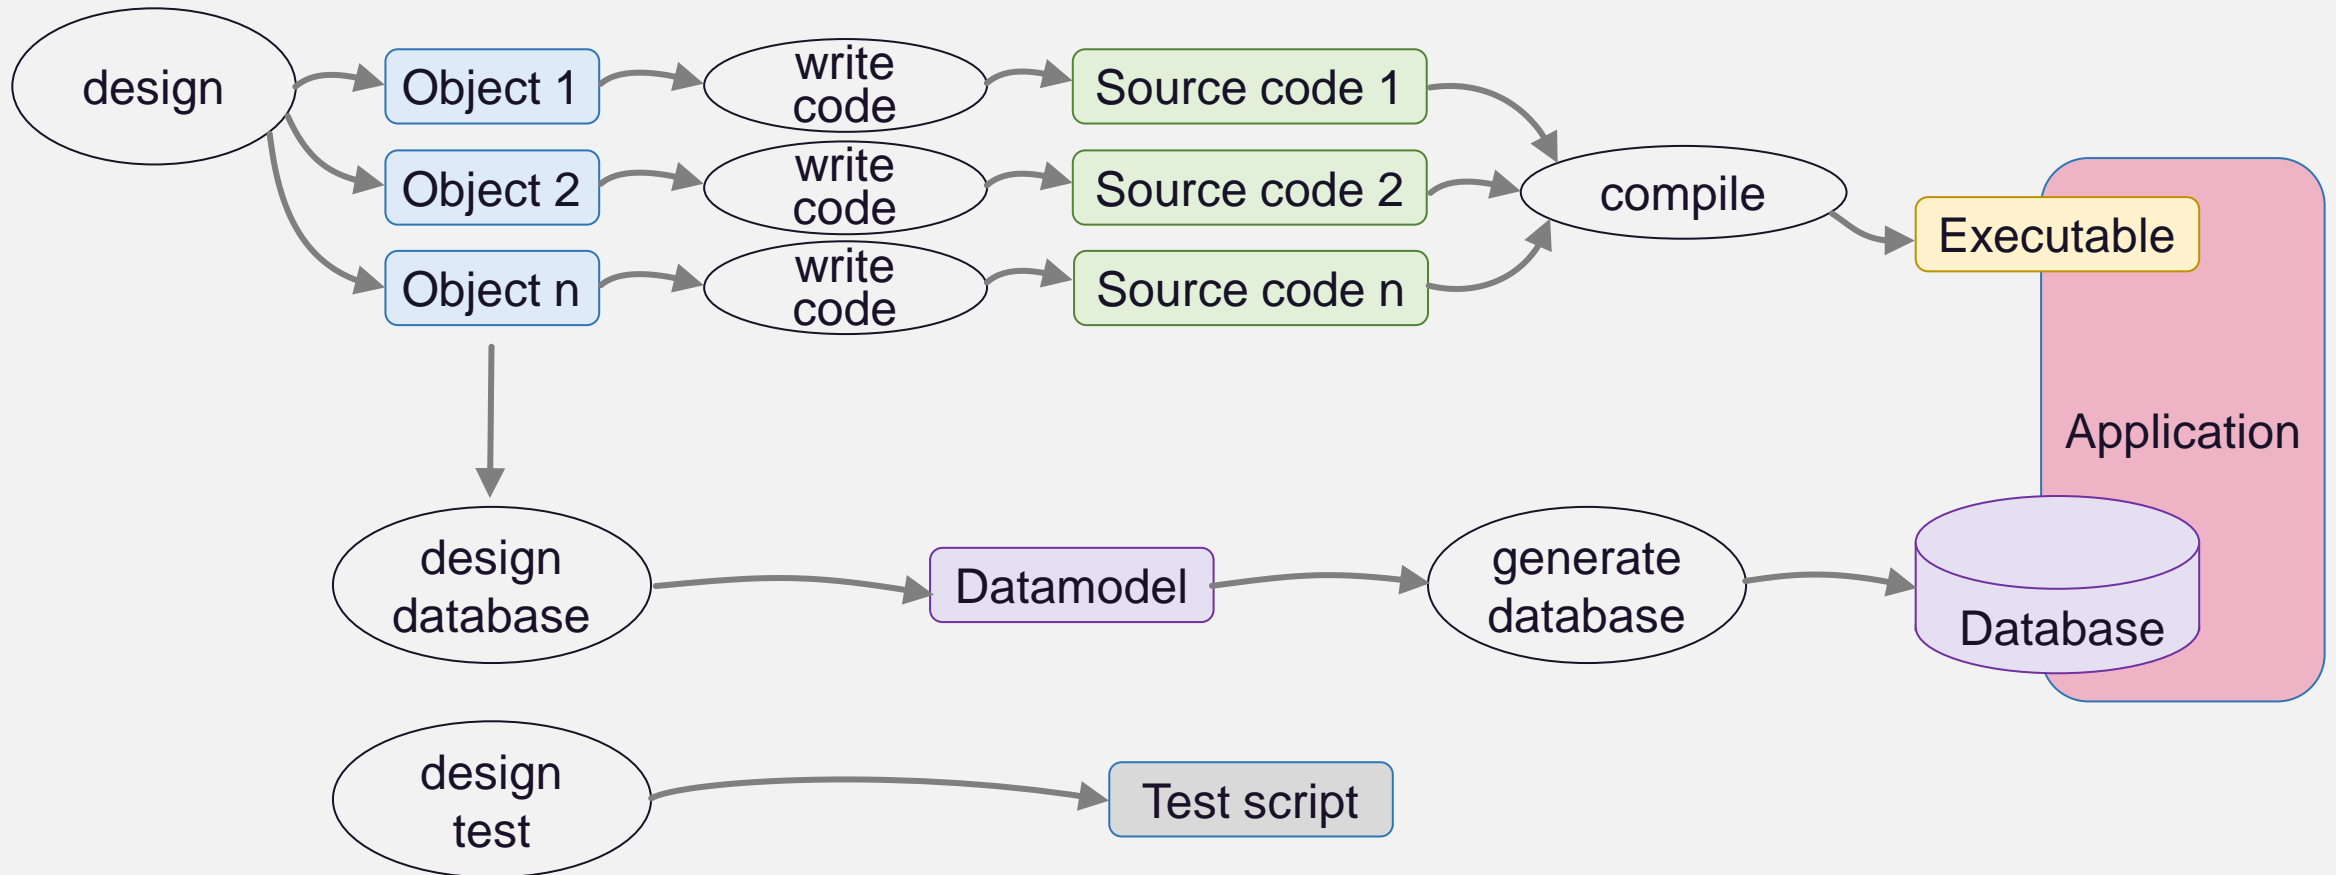 design
Object 1
write
code
Source code 1
Object 2
write
code
Source code 2
compile
Object n
write
code
Source code n
Executable
Application
design
database
Datamodel
generate
database
Database
design
test
Test script